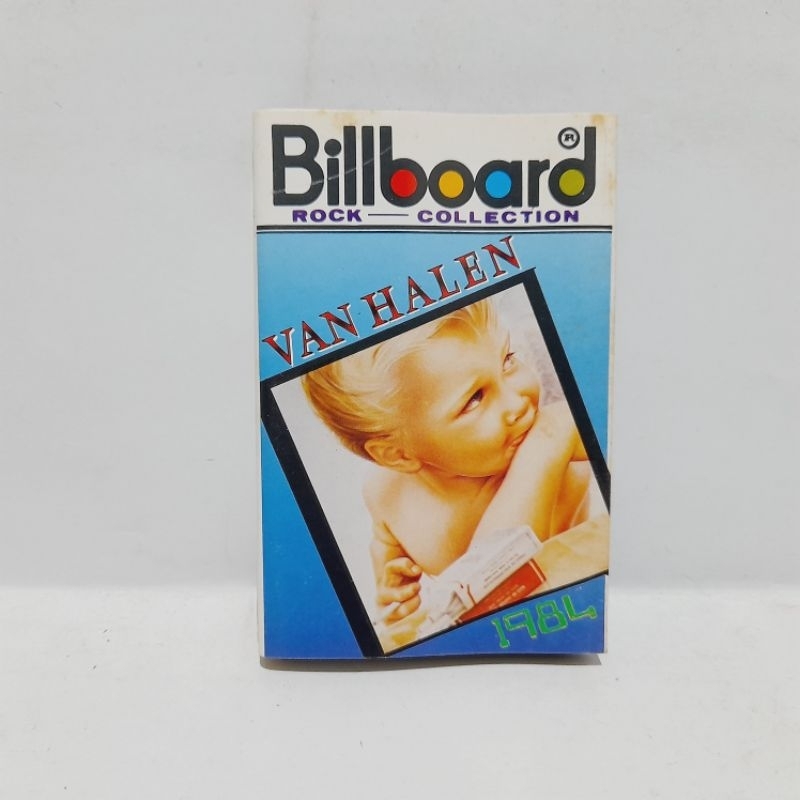 Billboard®
ROCK — COLLECTION
VAN HALEN
1984